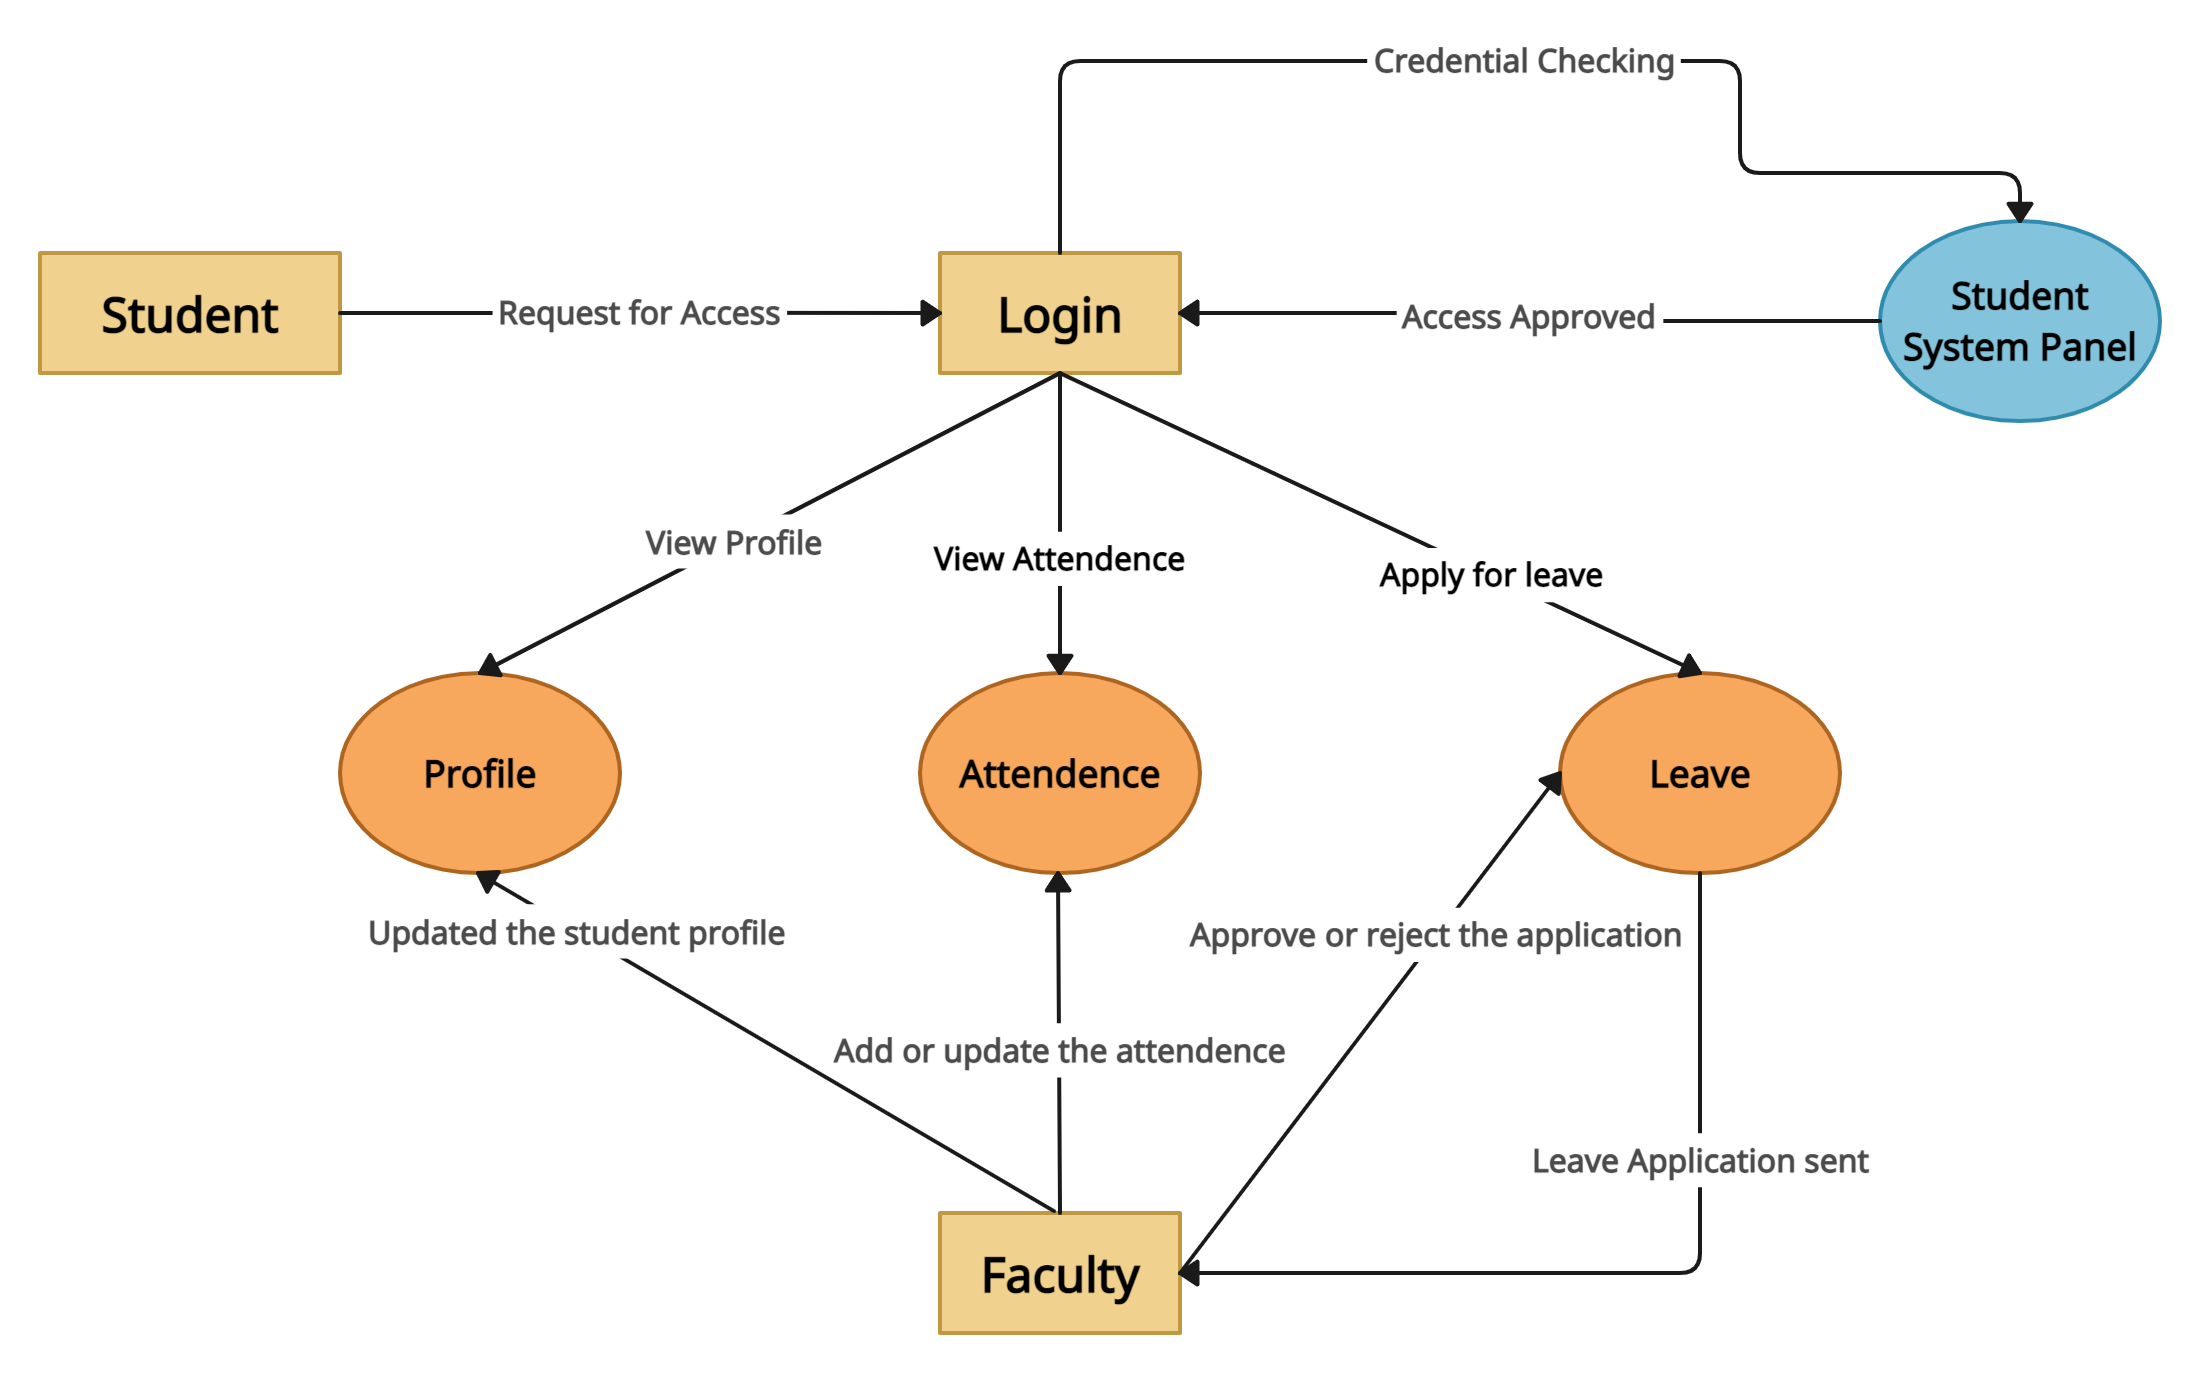 Credential Checking
Student
Request for Access
Login
Access Approved
Student
System Panel
View Profile
View Attendence
Apply for leave
Profile
Attendence
Leave
Updated the student profile
Approve or reject the application
Add or update the attendence
Leave Application sent
Faculty